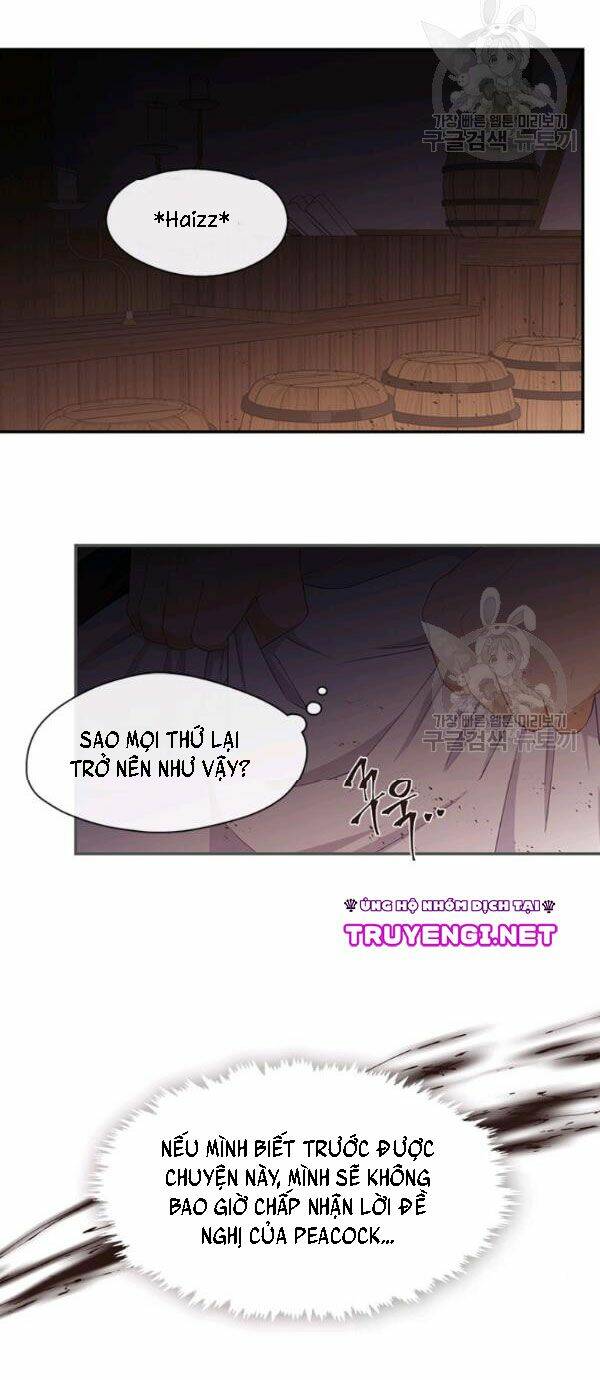 가장 빠른 웹툰 미리보기
구글검색 뉴토끼
*Haizz*
가장 빠른 웹툰 미리보기
구글검색 뉴토끼
SAO MỌI THỨ LẠI
TRỞ NÊN NHƯ VẬY?
꾸욱..
ỦNG HỘ NHÓM DỊCH TẠI
TRUYENGI.NET
NẾU MÌNH BIẾT TRƯỚC ĐƯỢC
CHUYỆN NÀY, MÌNH SẼ KHÔNG
BAO GIỜ CHẤP NHẬN LỜI ĐỀ
NGHỊ CỦA PEACOCK...